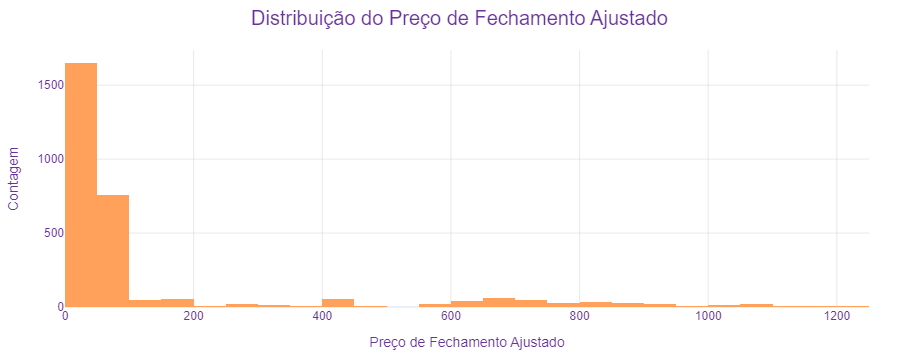 Distribuição do Preço de Fechamento Ajustado
Contagem
1500
1000
500
0
0 200 400 600 800 1000 1200
Preço de Fechamento Ajustado